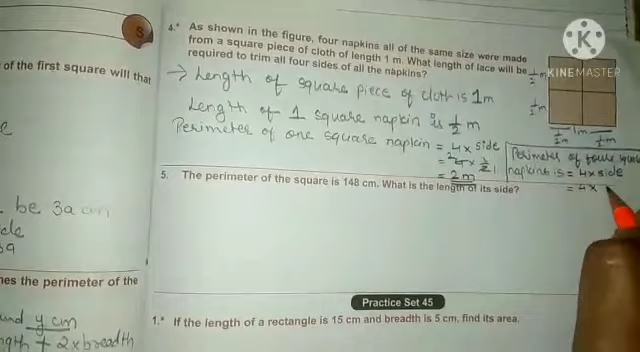 S
4.* As shown in the figure, four napkins all of the same size were made
from a square piece of cloth of length 1 m. What length of lace will be
required to trim all four sides of all the napkins?
of the first square will that
→ Length of square piece of cloth is 1m
Length of 1 square napkin is 1/2 m
Perimeter of one square napkin = 4 x side
= 4 x 1/2
= 2m
KINEMASTER
1/2 m
1/2 m
1m
1/2 m
1/2 m
Perimeter of four square
napkins is = 4 x side
= 4 x
5. The perimeter of the square is 148 cm. What is the length of its side?
be 3a cm
mes the perimeter of the
and y cm
ngth + 2 x breadth
Practice Set 45
1.* If the length of a rectangle is 15 cm and breadth is 5 cm, find its area.